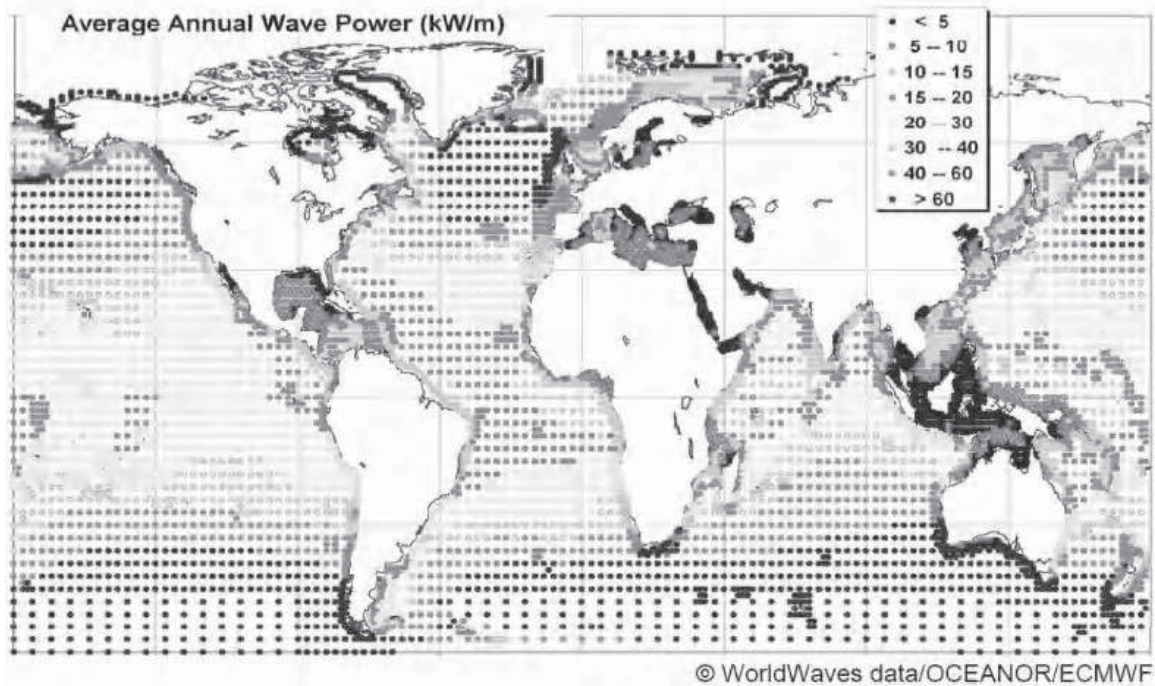 Average Annual Wave Power (kW/m)
< 5
5 -- 10
10 -- 15
15 -- 20
20 -- 30
30 -- 40
40 -- 60
> 60
© WorldWaves data/OCEANOR/ECMWF